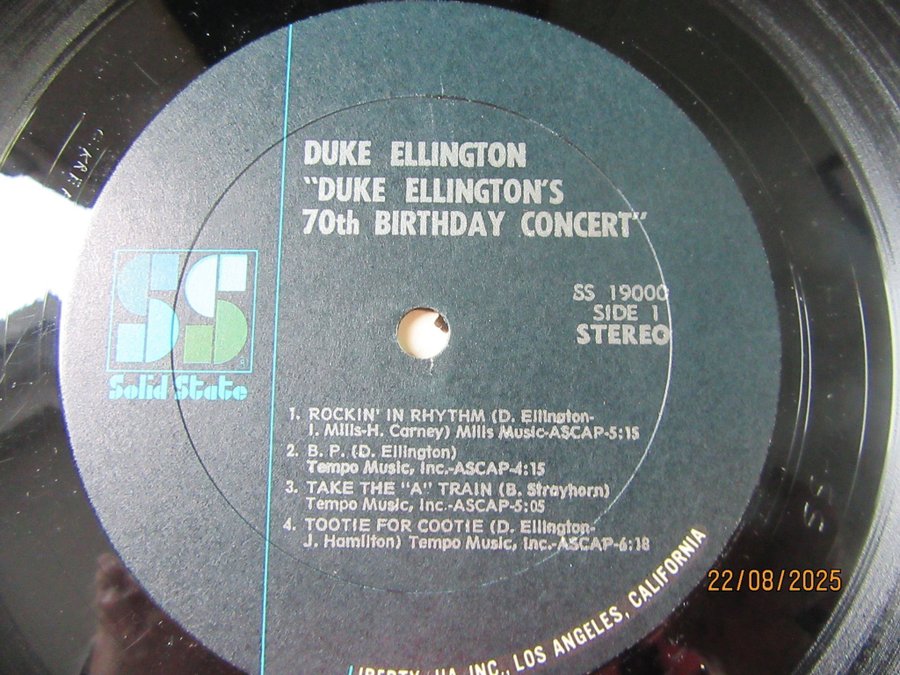 DUKE ELLINGTON
"DUKE ELLINGTON'S
70th BIRTHDAY CONCERT"
SS 19000
SIDE 1
STEREO
SS
Solid State
1. ROCKIN' IN RHYTHM (D. Ellington-
I. Mills-H. Carney) Mills Music-ASCAP-5:15
2. B. P. (D. Ellington)
Tempo Music, Inc.-ASCAP-4:15
3. TAKE THE "A" TRAIN (B. Strayhorn)
Tempo Music, Inc.-ASCAP-5:05
4. TOOTIE FOR COOTIE (D. Ellington-
J. Hamilton) Tempo Music, Inc.-ASCAP-6:18
INC., LOS ANGELES, CALIFORNIA
22/08/2025